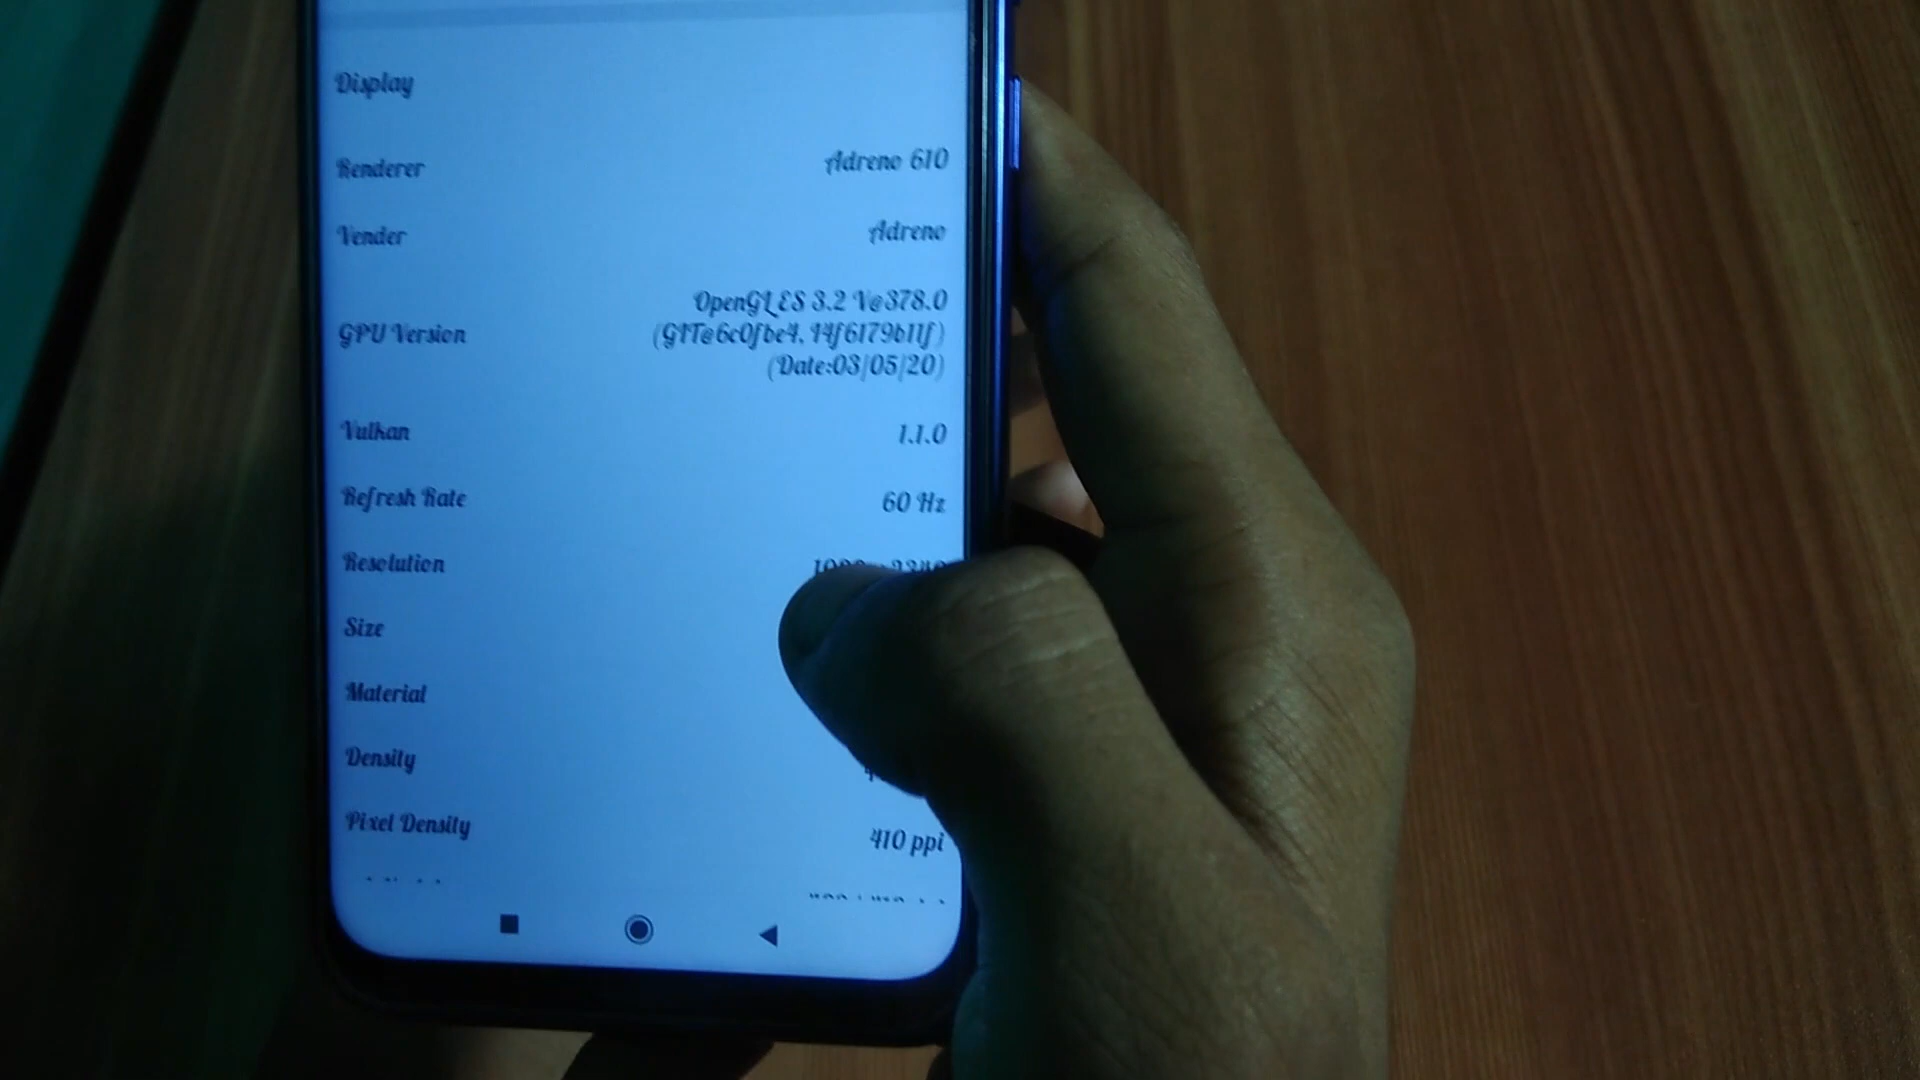 Display
Renderer Adreno 610
Vender Adreno
GPU Version OpenGL ES 3.2 V@378.0
(GIT@6c0fbe4, I4f6179b11f)
(Date:03/05/20)
Vulkan 1.1.0
Refresh Rate 60 Hz
Resolution
Size
Material
Density
Pixel Density 410 ppi